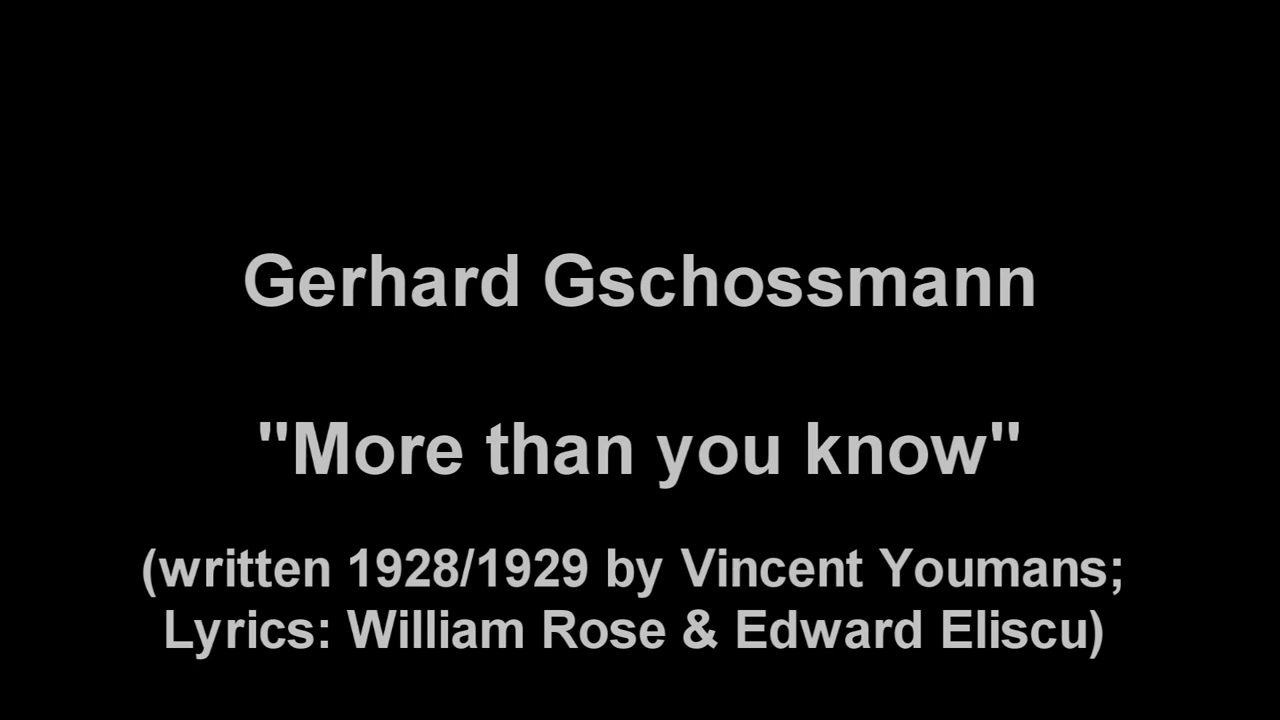 Gerhard Gschossmann
"More than you know"
(written 1928/1929 by Vincent Youmans;
Lyrics: William Rose & Edward Eliscu)